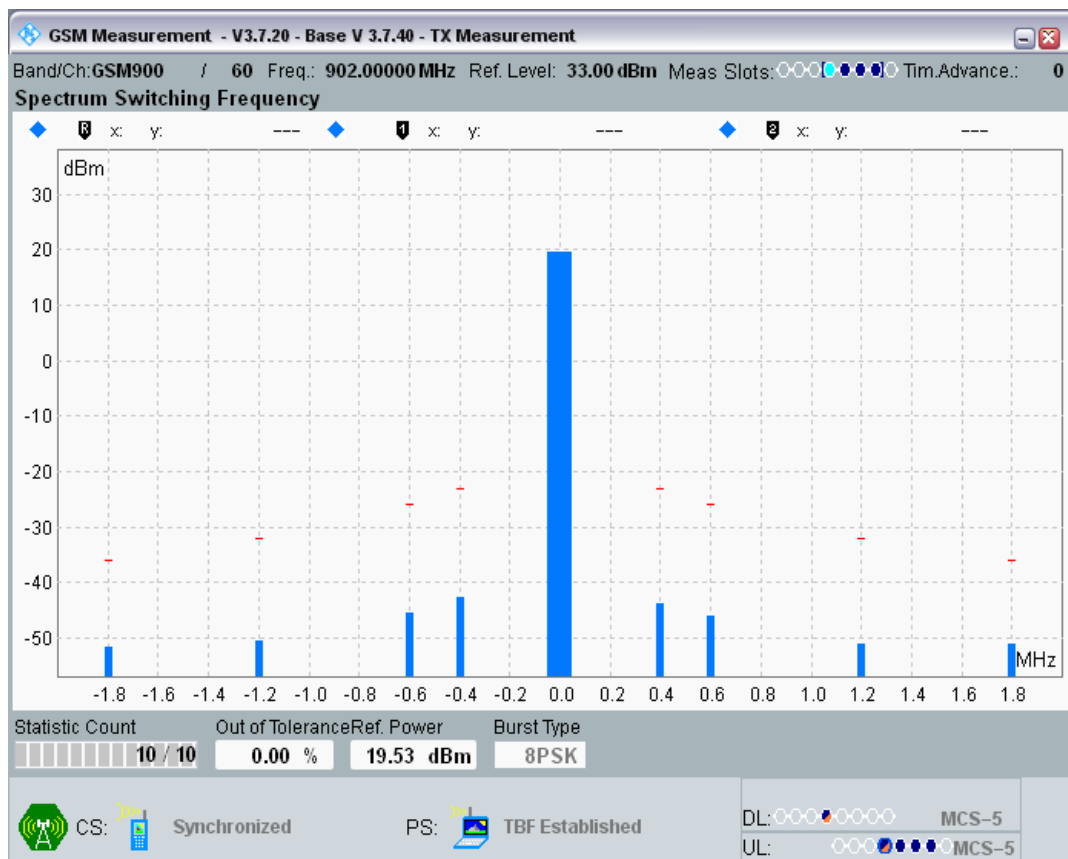 GSM Measurement - V3.7.20 - Base V 3.7.40 - TX Measurement
Band/Ch:GSM900 / 60 Freq.: 902.00000 MHz Ref. Level: 33.00 dBm Meas Slots: Tim.Advance.: 0
Spectrum Switching Frequency
R x: y: --- 1 x: y: --- 2 x: y: ---
dBm
30
20
10
0
-10
-20
-30
-40
-50
MHz
-1.8 -1.6 -1.4 -1.2 -1.0 -0.8 -0.6 -0.4 -0.2 0.0 0.2 0.4 0.6 0.8 1.0 1.2 1.4 1.6 1.8
Statistic Count Out of Tolerance Ref. Power Burst Type
10 / 10 0.00 % 19.53 dBm 8PSK
CS: Synchronized PS: TBF Established
DL: MCS-5
UL: MCS-5